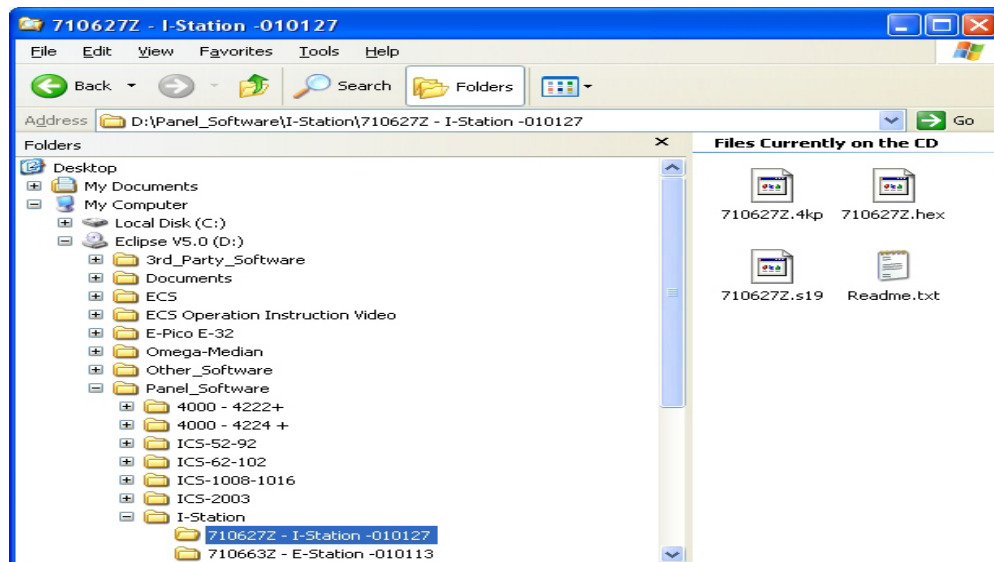 710627Z - I-Station -010127
File Edit View Favorites Tools Help
Back Search Folders
Address D:\Panel_Software\I-Station\710627Z - I-Station -010127 Go
Folders
Desktop
My Documents
My Computer
Local Disk (C:)
Eclipse V5.0 (D:)
3rd_Party_Software
Documents
ECS
ECS Operation Instruction Video
E-Pico E-32
Omega-Median
Other_Software
Panel_Software
4000 - 4222+
4000 - 4224 +
ICS-52-92
ICS-62-102
ICS-1008-1016
ICS-2003
I-Station
710627Z - I-Station -010127
710663Z - E-Station -010113
Files Currently on the CD
710627Z.4kp 710627Z.hex
710627Z.s19 Readme.txt